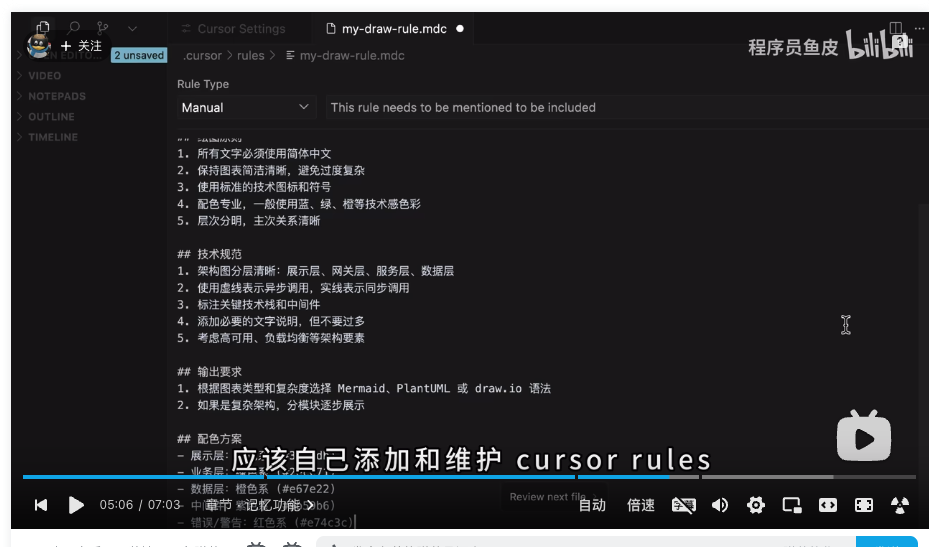 Cursor Settings
my-draw-rule.mdc
+ 关注
2 unsaved
.cursor > rules > my-draw-rule.mdc
程序员鱼皮 bilibili
VIDEO
NOTEPADS
OUTLINE
TIMELINE
Rule Type
Manual
This rule needs to be mentioned to be included
1. 所有文字必须使用简体中文
2. 保持图表简洁清晰，避免过度复杂
3. 使用标准的技术图标和符号
4. 配色专业，一般使用蓝、绿、橙等技术感色彩
5. 层次分明，主次关系清晰
## 技术规范
1. 架构图分层清晰：展示层、网关层、服务层、数据层
2. 使用虚线表示异步调用，实线表示同步调用
3. 标注关键技术栈和中间件
4. 添加必要的文字说明，但不要过多
5. 考虑高可用、负载均衡等架构要素
## 输出要求
1. 根据图表类型和复杂度选择 Mermaid、PlantUML 或 draw.io 语法
2. 如果是复杂架构，分模块逐步展示
## 配色方案
- 展示层：
应该自己添加和维护 cursor rules
- 业务层：
- 数据层：橙色系 (#e67e22)
Review next file
05:06 / 07:03
章节·记忆功能 >
自动
倍速
字幕
- 错误/警告：红色系 (#e74c3c)